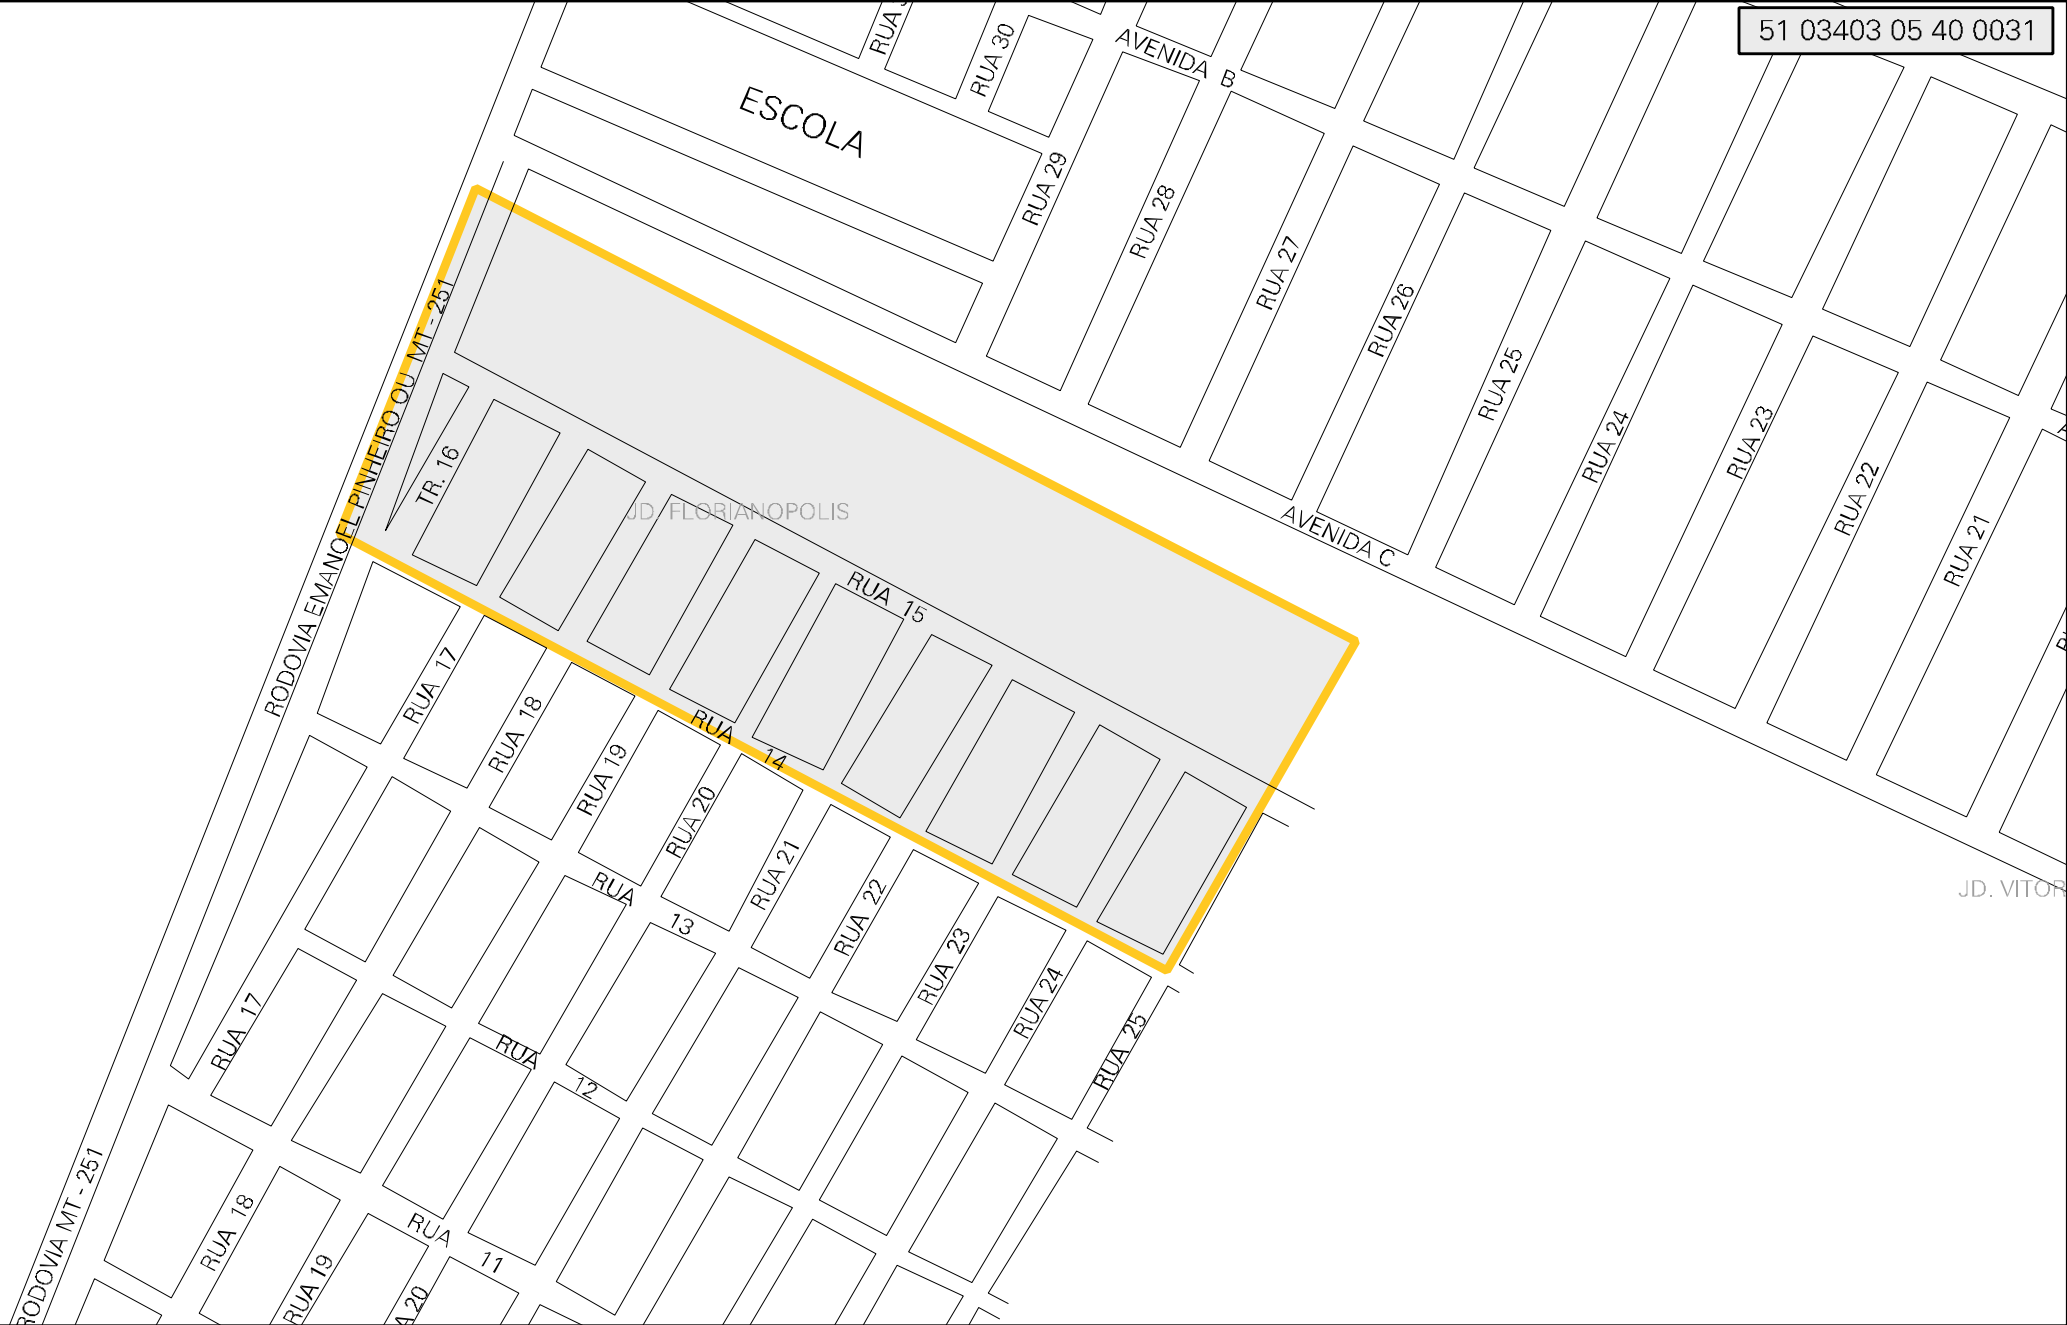 51 03403 05 40 0031
RUA 30
AVENIDA B
ESCOLA
RUA 29
RUA 28
RUA 27
RUA 26
RUA 25
RUA 24
RUA 23
RUA 22
RUA 21
AVENIDA C
RODOVIA EMANOEL PINHEIRO OU MT - 251
TR. 16
JD. FLORIANOPOLIS
RUA 15
RUA 14
RUA 17
RUA 18
RUA 19
RUA 20
RUA 21
RUA 22
RUA 23
RUA 24
RUA 25
JD. VITOR
RUA 13
RUA 17
RUA 12
RODOVIA MT - 251
RUA 18
RUA 11
RUA 19
A 20
RUA